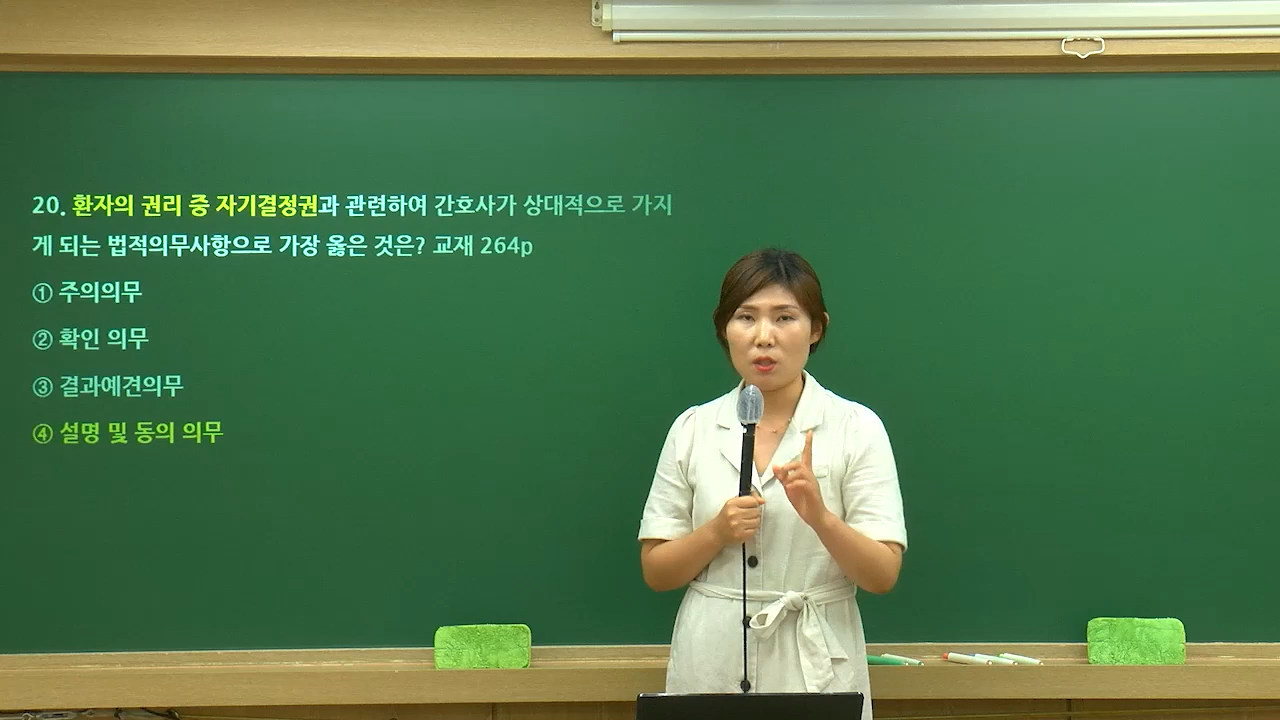 20. 환자의 권리 중 자기결정권과 관련하여 간호사가 상대적으로 가지
게 되는 법적의무사항으로 가장 옳은 것은? 교재 264p
① 주의의무
② 확인 의무
③ 결과예견의무
④ 설명 및 동의 의무